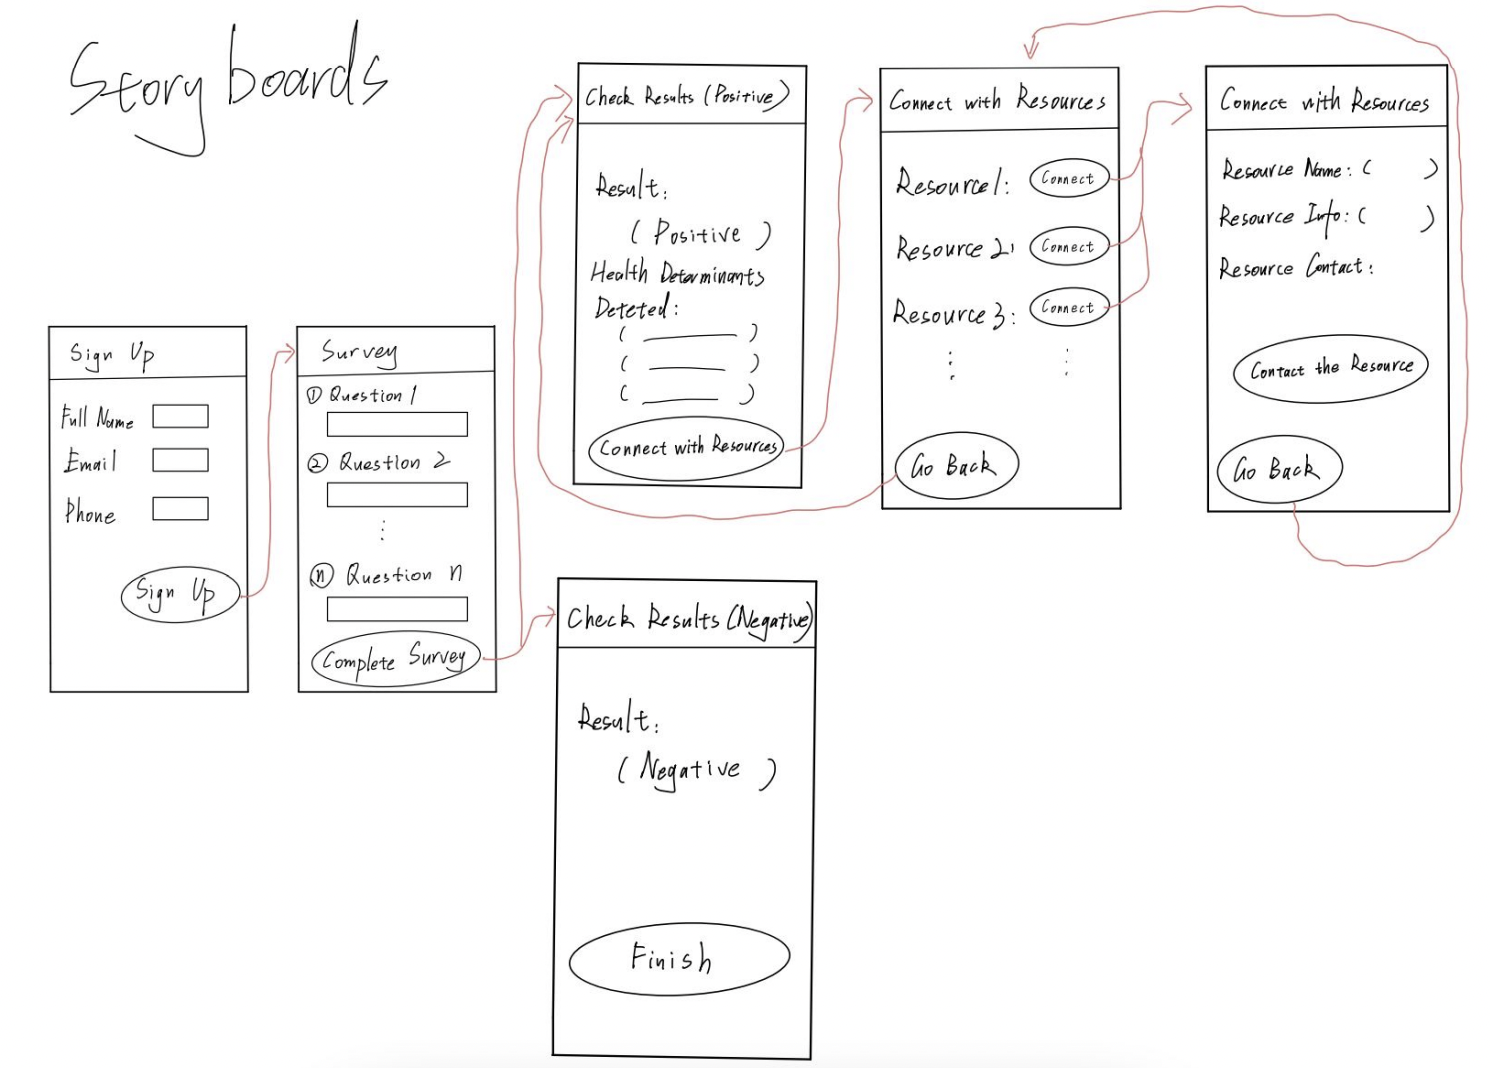 Storyboards
Sign Up
Full Name
Email
Phone
Sign Up
Survey
① Question 1
② Question 2
⋮
ⓝ Question n
Complete Survey
Check Results (Positive)
Result:
( Positive )
Health Determinants
Deteted:
( ______ )
( ______ )
( ______ )
Connect with Resources
Check Results (Negative)
Result:
( Negative )
Finish
Connect with Resources
Resource 1: Connect
Resource 2: Connect
Resource 3: Connect
⋮ ⋮
Go Back
Connect with Resources
Resource Name: ( )
Resource Info: ( )
Resource Contact:
Contact the Resource
Go Back